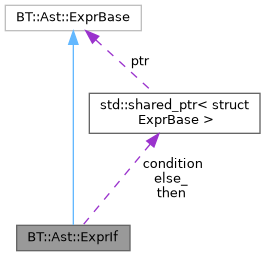 BT::Ast::ExprBase
ptr
std::shared_ptr< struct
ExprBase >
condition
else_
then
BT::Ast::ExprIf